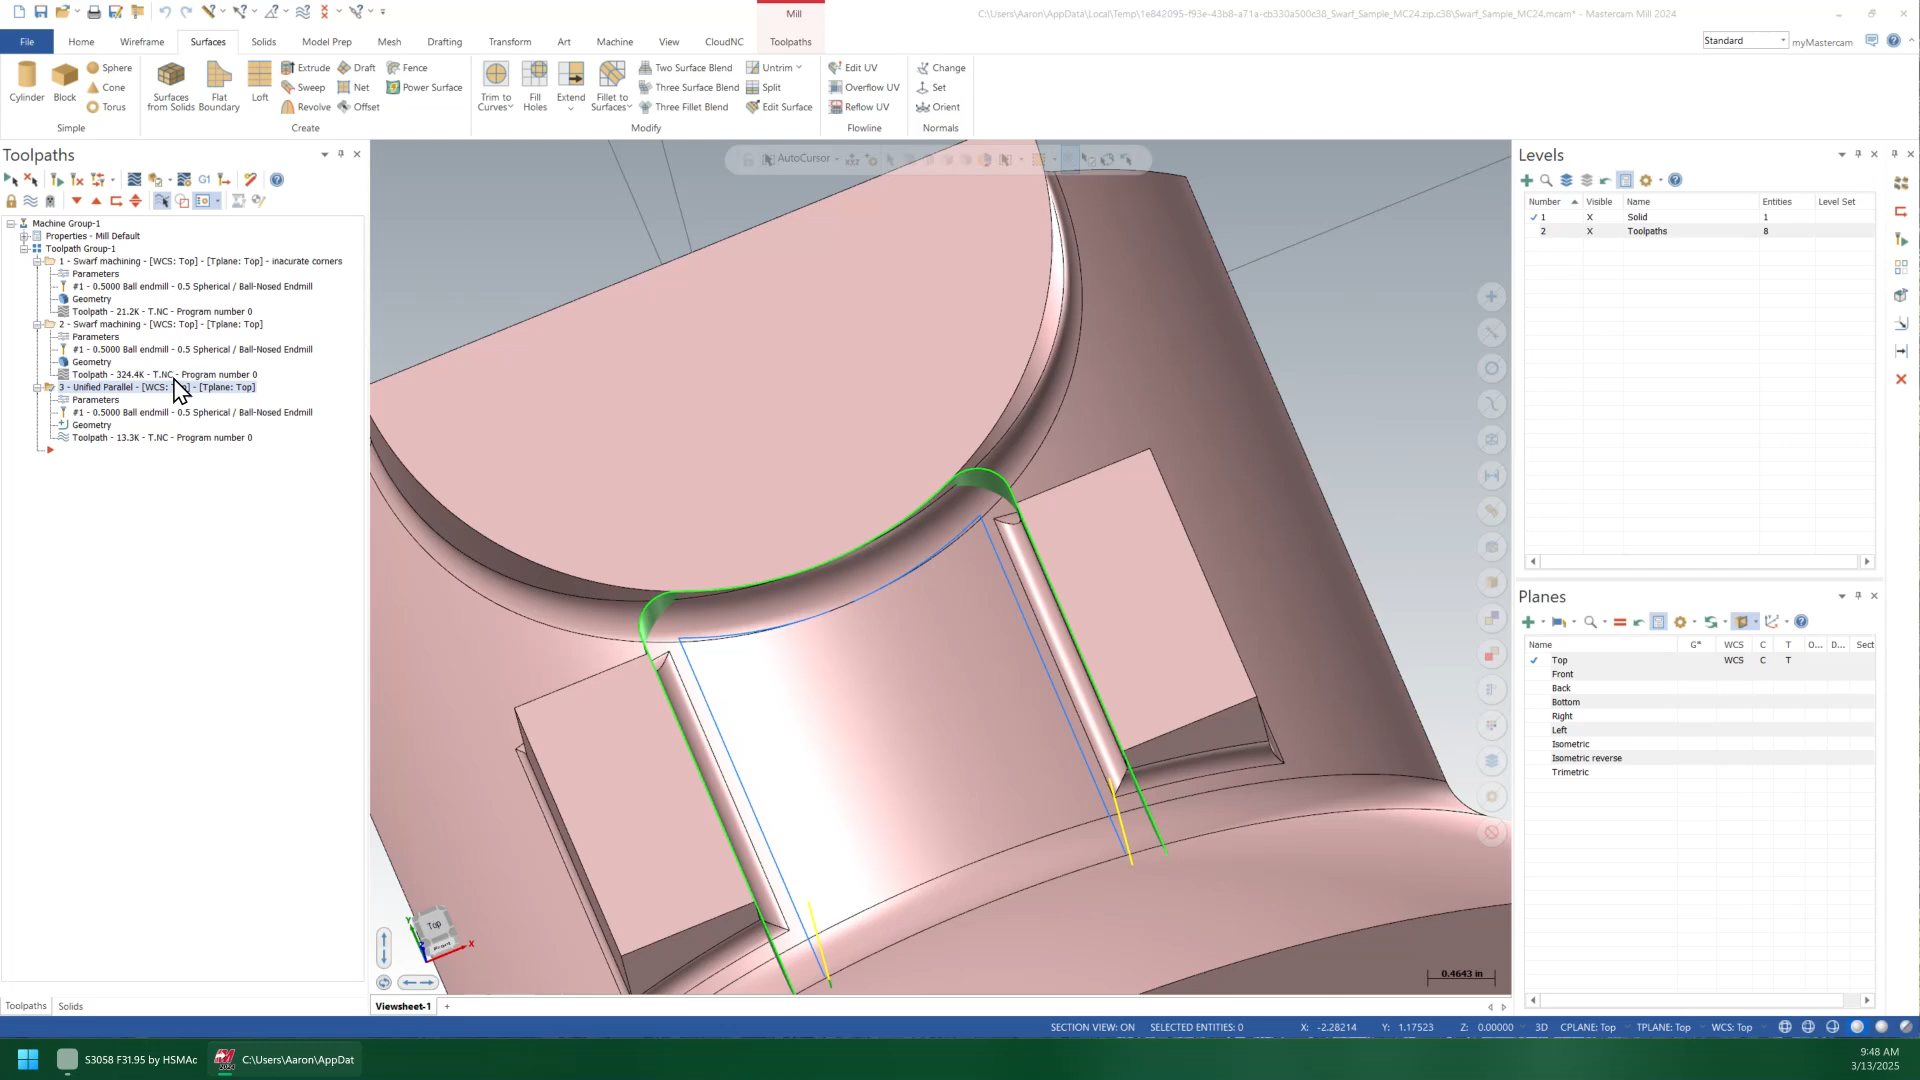 C:\Users\Aaron\AppData\Local\Temp\1e842095-f93e-43b8-a71a-cb330a500c38_Swarf_Sample_MC24.zip.c38\Swarf_Sample_MC24.mcam* - Mastercam Mill 2024
Mill
File Home Wireframe Surfaces Solids Model Prep Mesh Drafting Transform Art Machine View CloudNC Toolpaths
Standard
myMastercam
Cylinder
Block
Sphere
Cone
Torus
Simple
Surfaces from Solids
Flat Boundary
Loft
Extrude
Sweep
Revolve
Draft
Net
Offset
Fence
Power Surface
Create
Trim to Curves
Fill Holes
Extend
Fillet to Surfaces
Two Surface Blend
Three Surface Blend
Three Fillet Blend
Untrim
Split
Edit Surface
Modify
Edit UV
Overflow UV
Reflow UV
Flowline
Change
Set
Orient
Normals
Toolpaths
G1
Machine Group-1
Properties - Mill Default
Toolpath Group-1
1 - Swarf machining - [WCS: Top] - [Tplane: Top] - inacurate corners
Parameters
#1 - 0.5000 Ball endmill - 0.5 Spherical / Ball-Nosed Endmill
Geometry
Toolpath - 21.2K - T.NC - Program number 0
2 - Swarf machining - [WCS: Top] - [Tplane: Top]
Parameters
#1 - 0.5000 Ball endmill - 0.5 Spherical / Ball-Nosed Endmill
Geometry
Toolpath - 324.4K - T.NC - Program number 0
3 - Unified Parallel - [WCS: Top] - [Tplane: Top]
Parameters
#1 - 0.5000 Ball endmill - 0.5 Spherical / Ball-Nosed Endmill
Geometry
Toolpath - 13.3K - T.NC - Program number 0
Toolpaths Solids
AutoCursor
Top
Front
Y
X
0.4643 in
Viewsheet-1 +
Levels
Number Visible Name Entities Level Set
1 X Solid 1
2 X Toolpaths 8
Planes
Name G* WCS C T O... D... Sect
Top WCS C T
Front
Back
Bottom
Right
Left
Isometric
Isometric reverse
Trimetric
SECTION VIEW: ON SELECTED ENTITIES: 0 X: -2.28214 Y: 1.17523 Z: 0.00000 3D CPLANE: Top TPLANE: Top WCS: Top
S3058 F31.95 by HSMAc
C:\Users\Aaron\AppDat
9:48 AM
3/13/2025